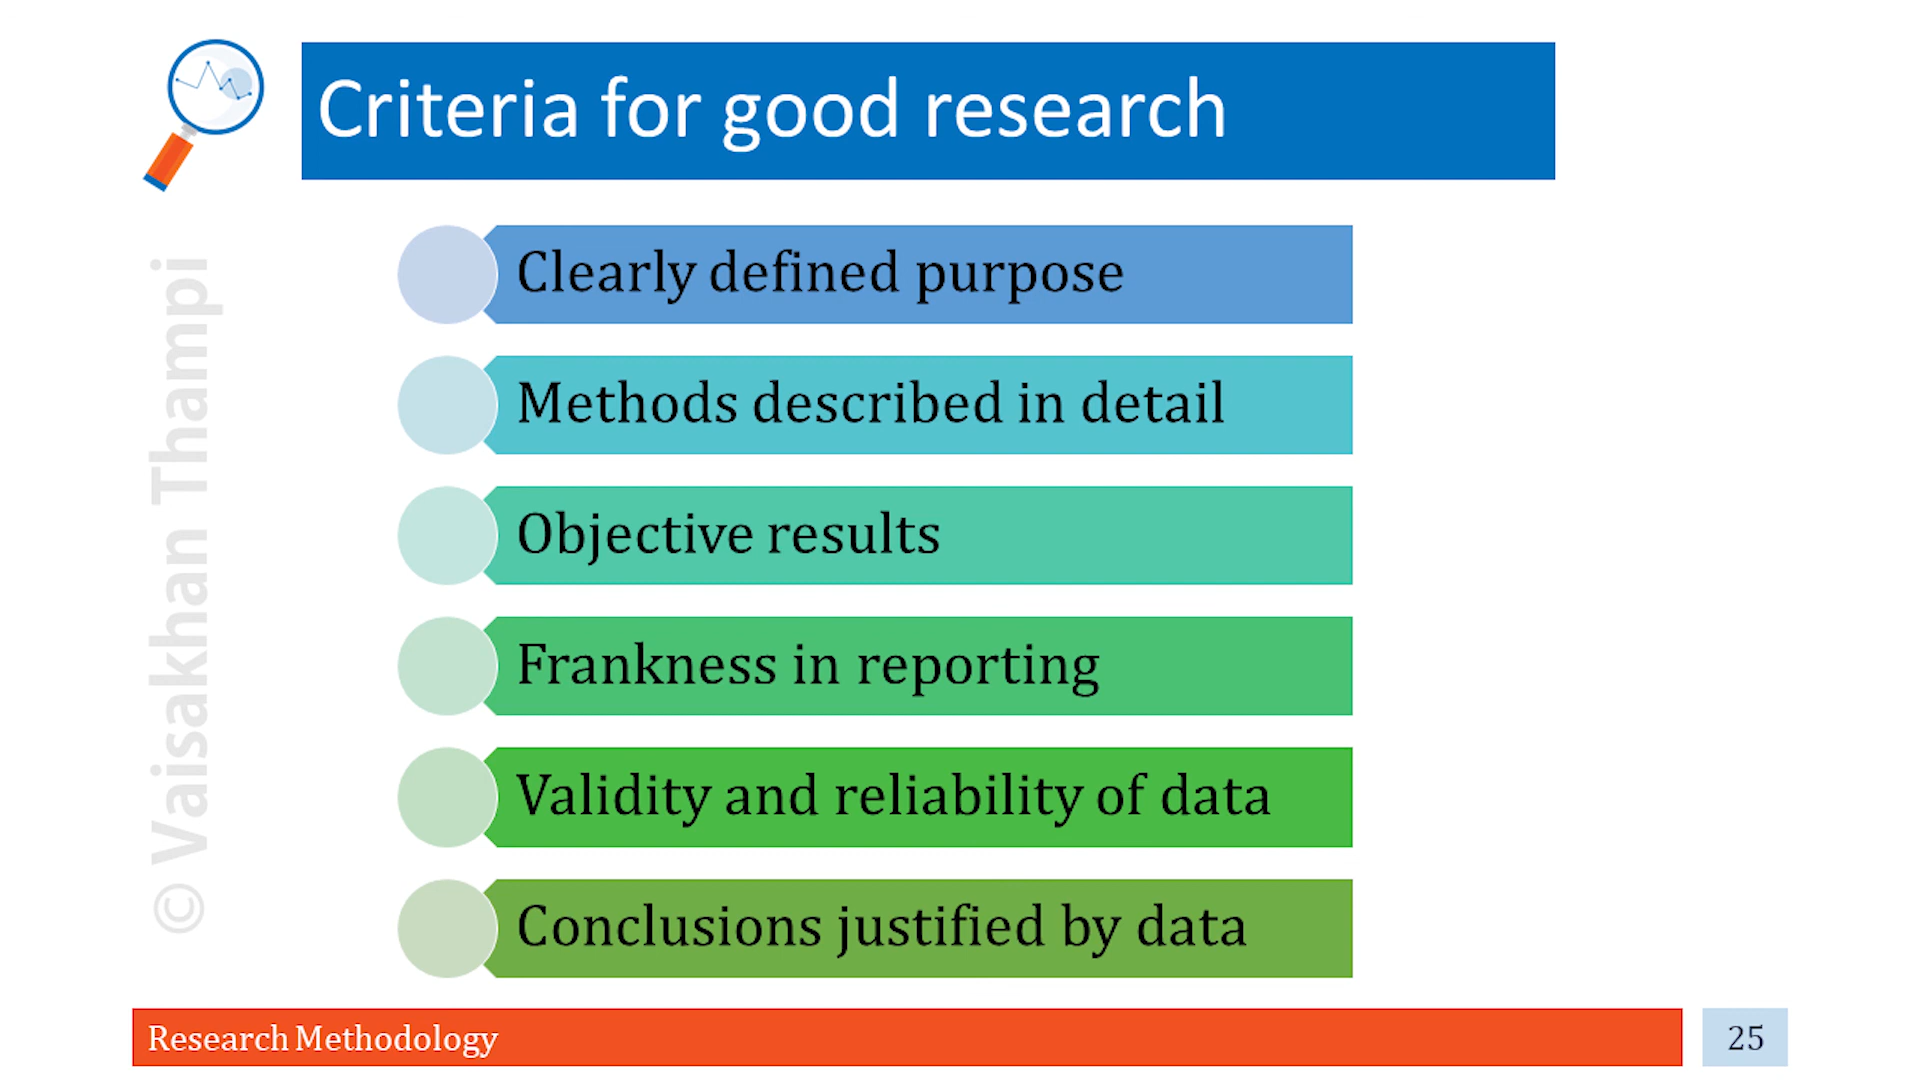 Criteria for good research
Clearly defined purpose
Methods described in detail
Objective results
Frankness in reporting
Validity and reliability of data
Conclusions justified by data
© Vaisakhan Thampi
Research Methodology
25